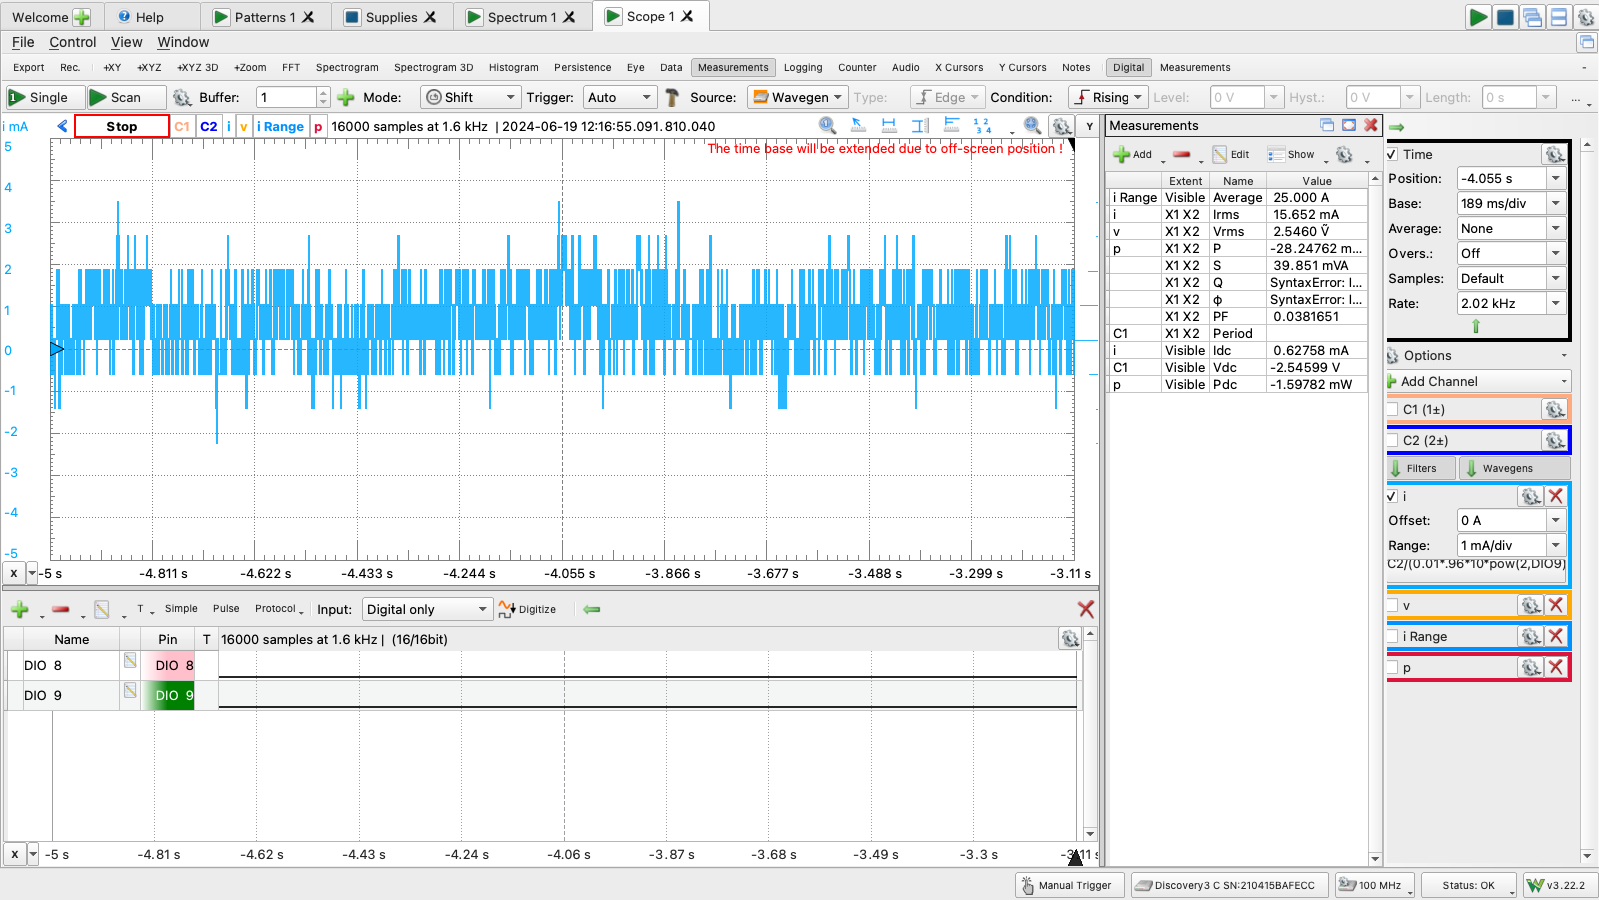 Welcome Help Patterns 1 Supplies Spectrum 1 Scope 1
File Control View Window
Export Rec. +XY +XYZ +XYZ 3D +Zoom FFT Spectrogram Spectrogram 3D Histogram Persistence Eye Data Measurements Logging Counter Audio X Cursors Y Cursors Notes Digital Measurements
Single Scan Buffer: 1 Mode: Shift Trigger: Auto Source: Wavegen Type: Edge Condition: Rising Level: 0 V Hyst.: 0 V Length: 0 s ...
i mA Stop C1 C2 i v i Range p 16000 samples at 1.6 kHz | 2024-06-19 12:16:55.091.810.040 Y
The time base will be extended due to off-screen position !
5
4
3
2
1
0
-1
-2
-3
-4
-5
X -5 s -4.811 s -4.622 s -4.433 s -4.244 s -4.055 s -3.866 s -3.677 s -3.488 s -3.299 s -3.11 s
Measurements
Add Edit Show
Extent Name Value
i Range Visible Average 25.000 A
i X1 X2 Irms 15.652 mA
v X1 X2 Vrms 2.5460 Ṽ
p X1 X2 P -28.24762 m...
X1 X2 S 39.851 mVA
X1 X2 Q SyntaxError: I...
X1 X2 ϕ SyntaxError: I...
X1 X2 PF 0.0381651
C1 X1 X2 Period
i Visible Idc 0.62758 mA
C1 Visible Vdc -2.54599 V
p Visible Pdc -1.59782 mW
Time
Position: -4.055 s
Base: 189 ms/div
Average: None
Overs.: Off
Samples: Default
Rate: 2.02 kHz
Options
Add Channel
C1 (1±)
C2 (2±)
Filters Wavegens
i
Offset: 0 A
Range: 1 mA/div
C2/(0.01*.96*10*pow(2,DIO9)
v
i Range
p
T Simple Pulse Protocol Input: Digital only Digitize
Name Pin T 16000 samples at 1.6 kHz | (16/16bit)
DIO 8 DIO 8
DIO 9 DIO 9
X -5 s -4.81 s -4.62 s -4.43 s -4.24 s -4.06 s -3.87 s -3.68 s -3.49 s -3.3 s -3.11 s
Manual Trigger Discovery3 C SN:210415BAFECC 100 MHz Status: OK v3.22.2